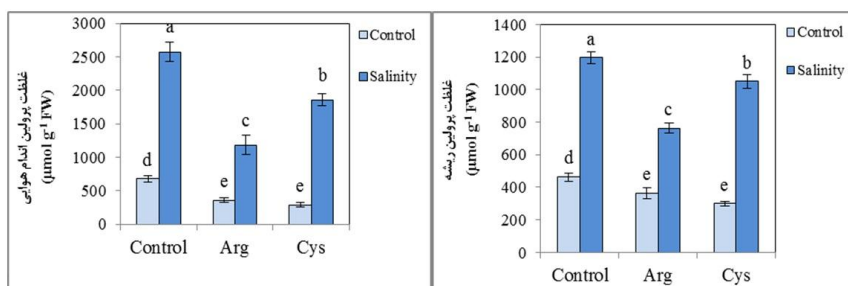 غلظت پرولین اندام هوایی
(µmol g-1 FW)
3000
2500
2000
1500
1000
500
0
a
b
c
d
e
e
Control
Arg
Cys
Control
Salinity
غلظت پرولین ریشه
(µmol g-1 FW)
1400
1200
1000
800
600
400
200
0
a
b
c
d
e
e
Control
Arg
Cys
Control
Salinity